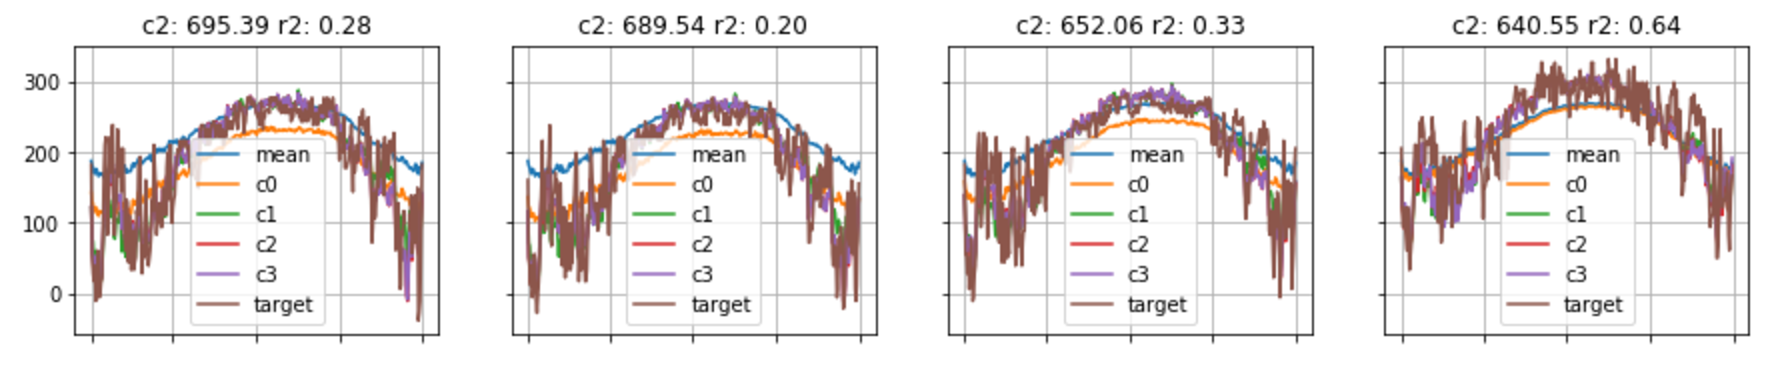 c2: 695.39 r2: 0.28
c2: 689.54 r2: 0.20
c2: 652.06 r2: 0.33
c2: 640.55 r2: 0.64
300
200
100
0
mean
c0
c1
c2
c3
target
mean
c0
c1
c2
c3
target
mean
c0
c1
c2
c3
target
mean
c0
c1
c2
c3
target